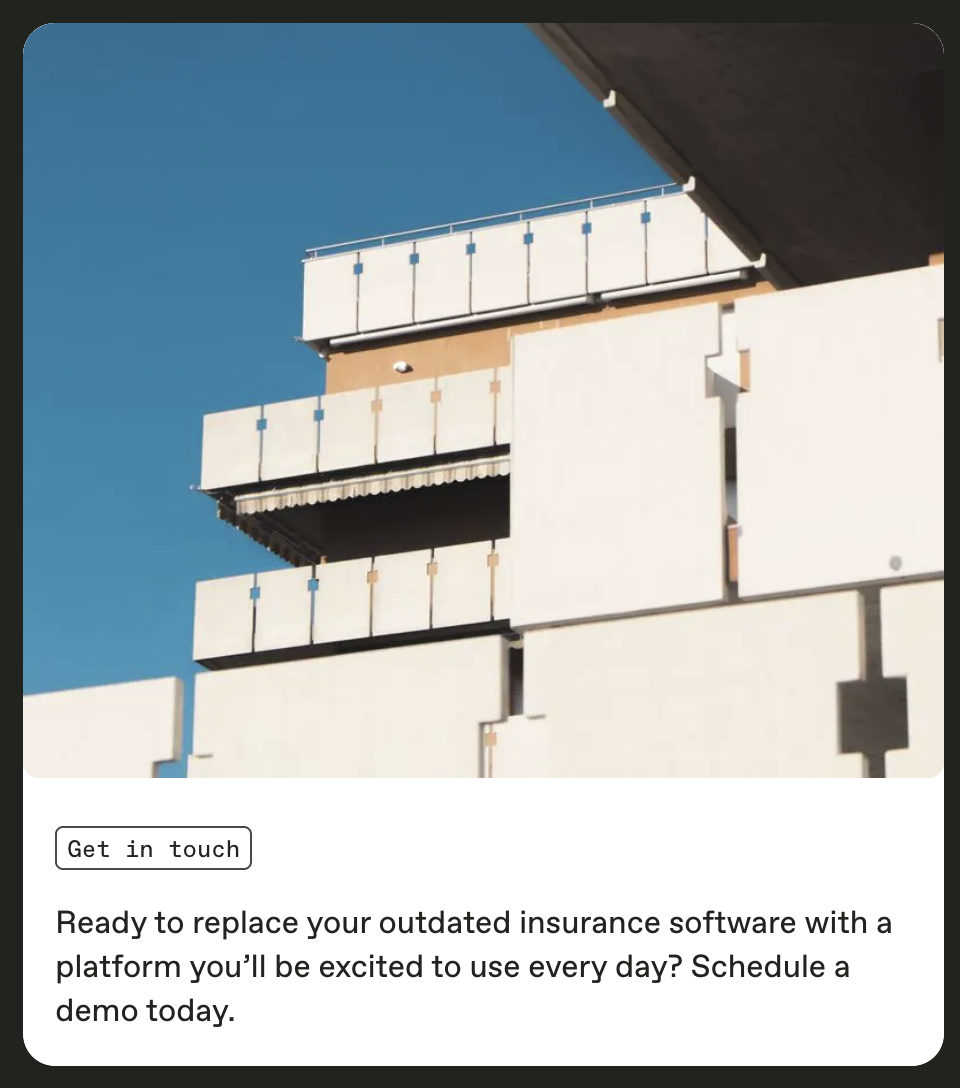 Get in touch
Ready to replace your outdated insurance software with a
platform you’ll be excited to use every day? Schedule a
demo today.